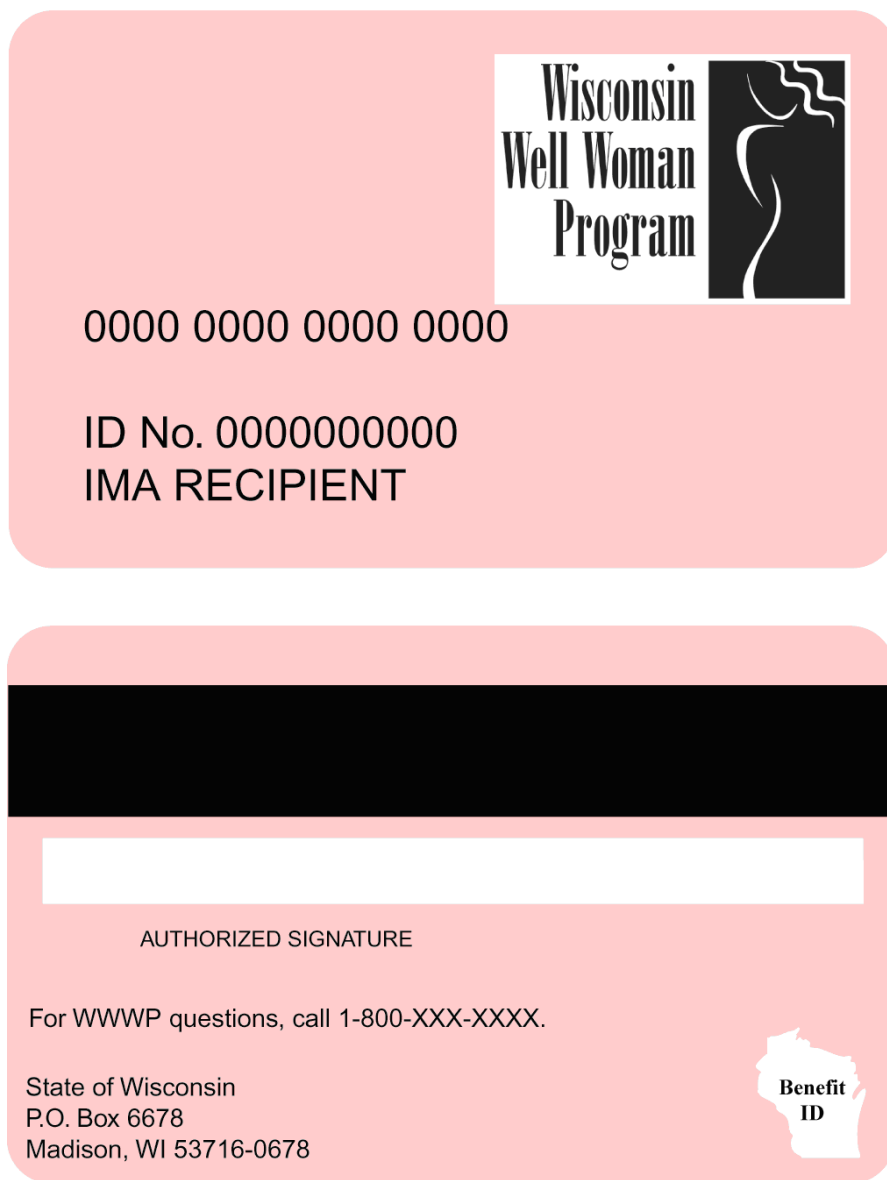 Wisconsin
Well Woman
Program
0000 0000 0000 0000
ID No. 0000000000
IMA RECIPIENT
AUTHORIZED SIGNATURE
For WWWP questions, call 1-800-XXX-XXXX.
State of Wisconsin
P.O. Box 6678
Madison, WI 53716-0678
Benefit
ID